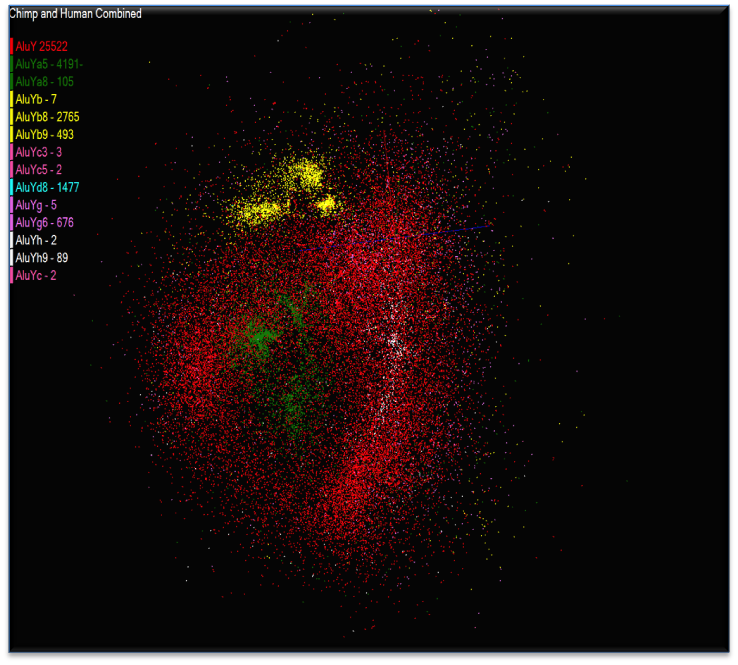 Chimp and Human Combined
AluY 25522
AluYa5 - 4191-
AluYa8 - 105
AluYb - 7
AluYb8 - 2765
AluYb9 - 493
AluYc3 - 3
AluYc5 - 2
AluYd8 - 1477
AluYg - 5
AluYg6 - 676
AluYh - 2
AluYh9 - 89
AluYc - 2